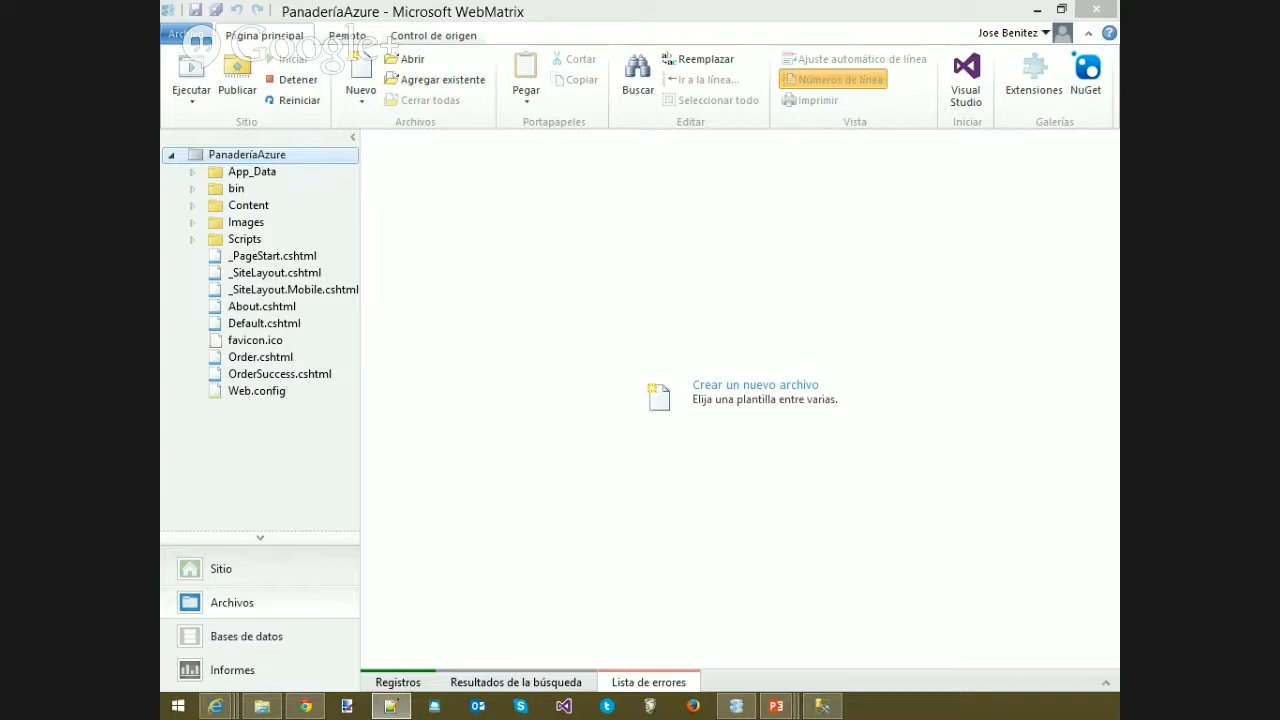 PanaderíaAzure - Microsoft WebMatrix
Archivo
Página principal
Remoto
Control de origen
Jose Benitez
Google+
Ejecutar
Publicar
Iniciar
Detener
Reiniciar
Sitio
Nuevo
Abrir
Agregar existente
Cerrar todas
Archivos
Pegar
Cortar
Copiar
Portapapeles
Buscar
Reemplazar
Ir a la línea...
Seleccionar todo
Editar
Ajuste automático de línea
Números de línea
Imprimir
Vista
Visual
Studio
Iniciar
Extensiones
NuGet
Galerías
PanaderíaAzure
App_Data
bin
Content
Images
Scripts
_PageStart.cshtml
_SiteLayout.cshtml
_SiteLayout.Mobile.cshtml
About.cshtml
Default.cshtml
favicon.ico
Order.cshtml
OrderSuccess.cshtml
Web.config
Crear un nuevo archivo
Elija una plantilla entre varias.
Sitio
Archivos
Bases de datos
Informes
Registros
Resultados de la búsqueda
Lista de errores